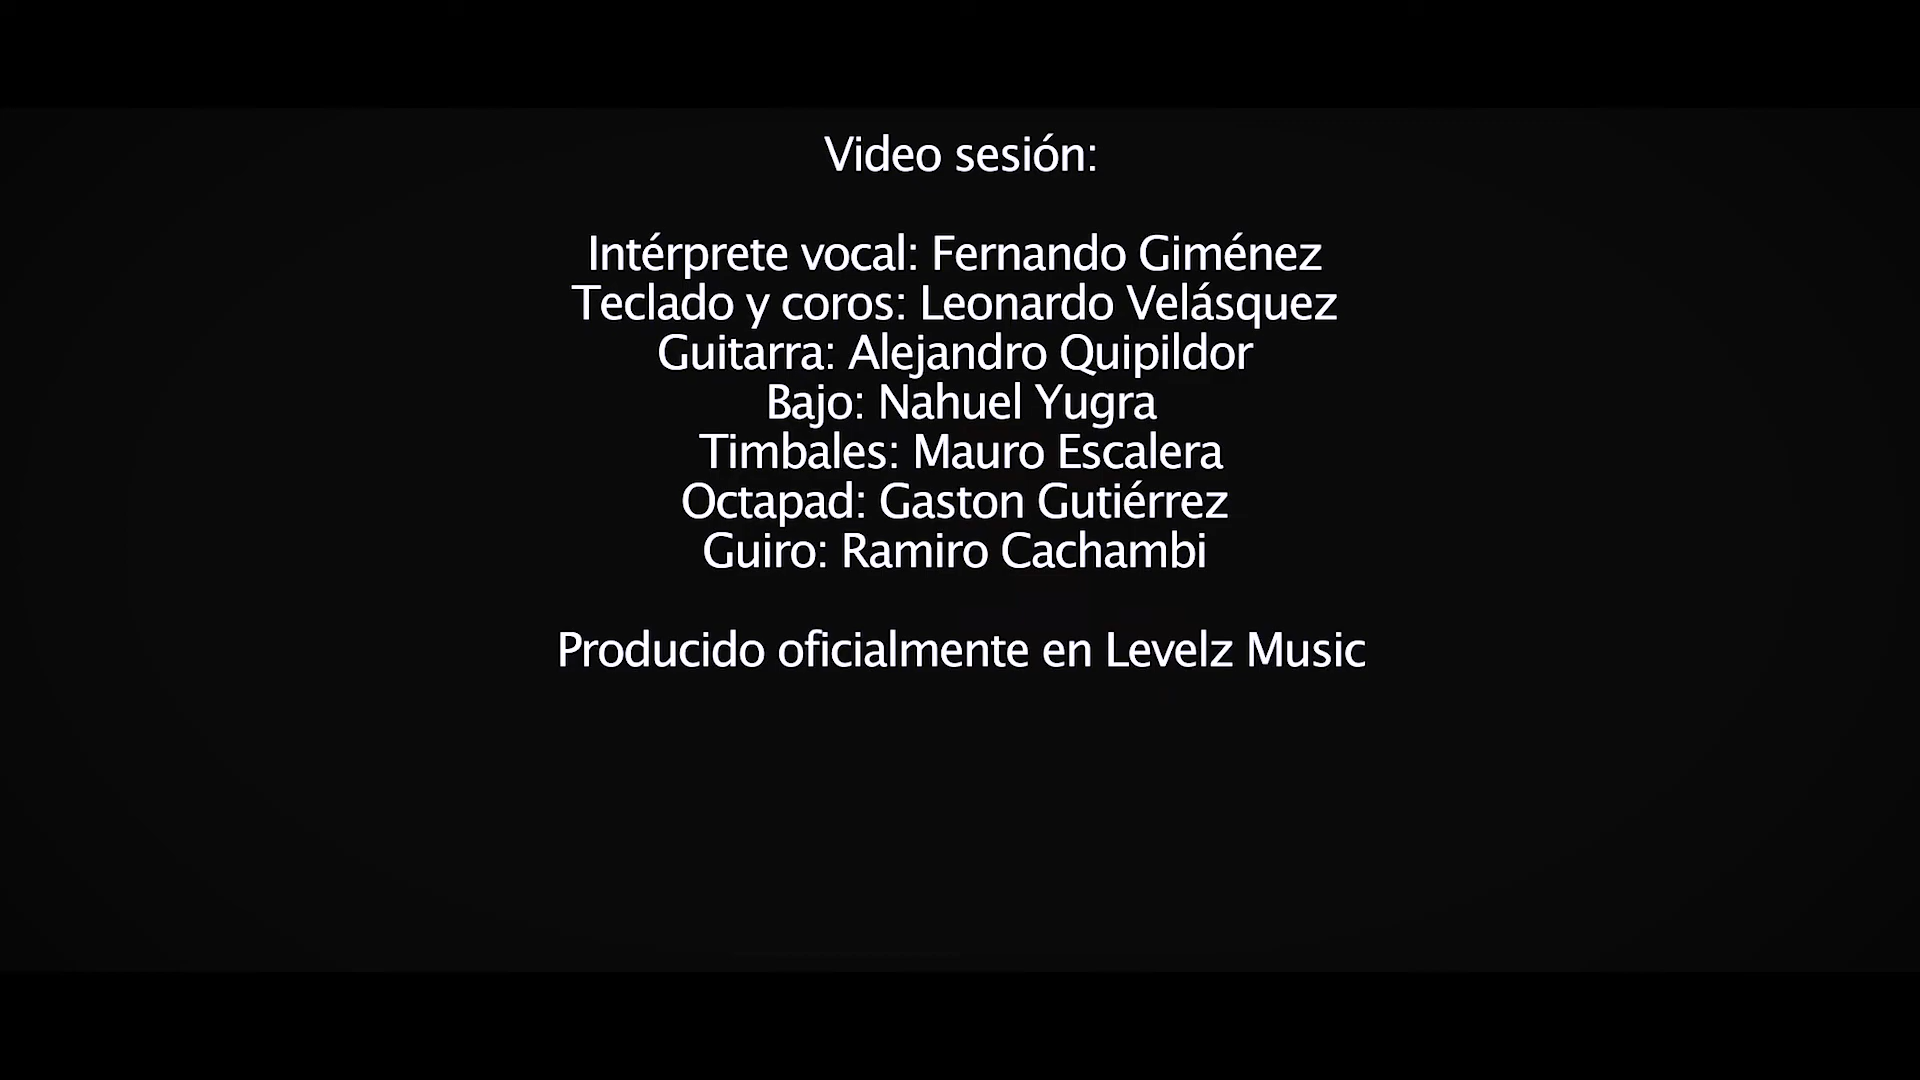 Video sesión:
Intérprete vocal: Fernando Giménez
Teclado y coros: Leonardo Velásquez
Guitarra: Alejandro Quipildor
Bajo: Nahuel Yugra
Timbales: Mauro Escalera
Octapad: Gaston Gutiérrez
Guiro: Ramiro Cachambi
Producido oficialmente en Levelz Music